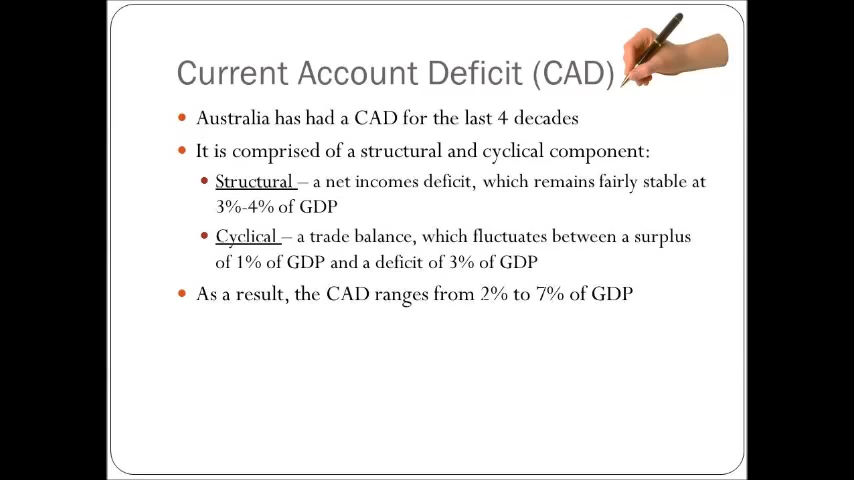 Current Account Deficit (CAD)
• Australia has had a CAD for the last 4 decades
• It is comprised of a structural and cyclical component:
• Structural – a net incomes deficit, which remains fairly stable at
3%-4% of GDP
• Cyclical – a trade balance, which fluctuates between a surplus
of 1% of GDP and a deficit of 3% of GDP
• As a result, the CAD ranges from 2% to 7% of GDP